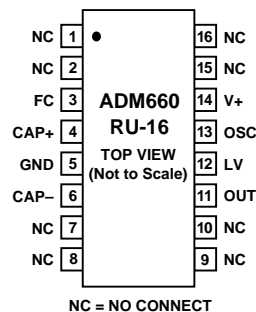 NC 1 16 NC
NC 2 15 NC
FC 3 ADM660 14 V+
CAP+ 4 RU-16 13 OSC
GND 5 TOP VIEW 12 LV
(Not to Scale)
CAP– 6 11 OUT
NC 7 10 NC
NC 8 9 NC
NC = NO CONNECT